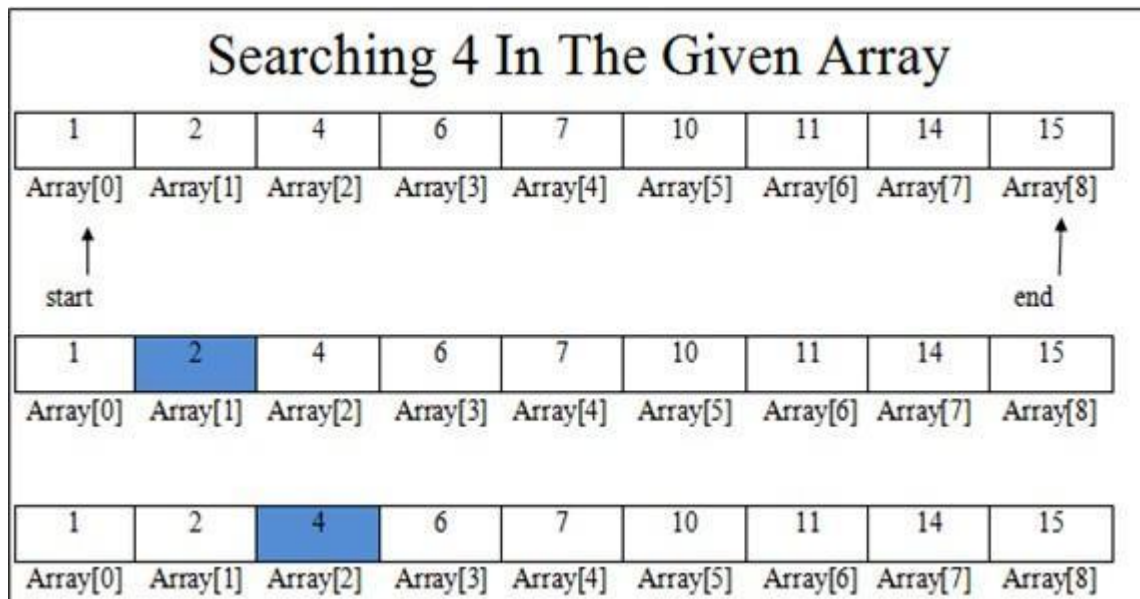 Searching 4 In The Given Array
1 2 4 6 7 10 11 14 15
Array[0] Array[1] Array[2] Array[3] Array[4] Array[5] Array[6] Array[7] Array[8]
start end
1 2 4 6 7 10 11 14 15
Array[0] Array[1] Array[2] Array[3] Array[4] Array[5] Array[6] Array[7] Array[8]
1 2 4 6 7 10 11 14 15
Array[0] Array[1] Array[2] Array[3] Array[4] Array[5] Array[6] Array[7] Array[8]